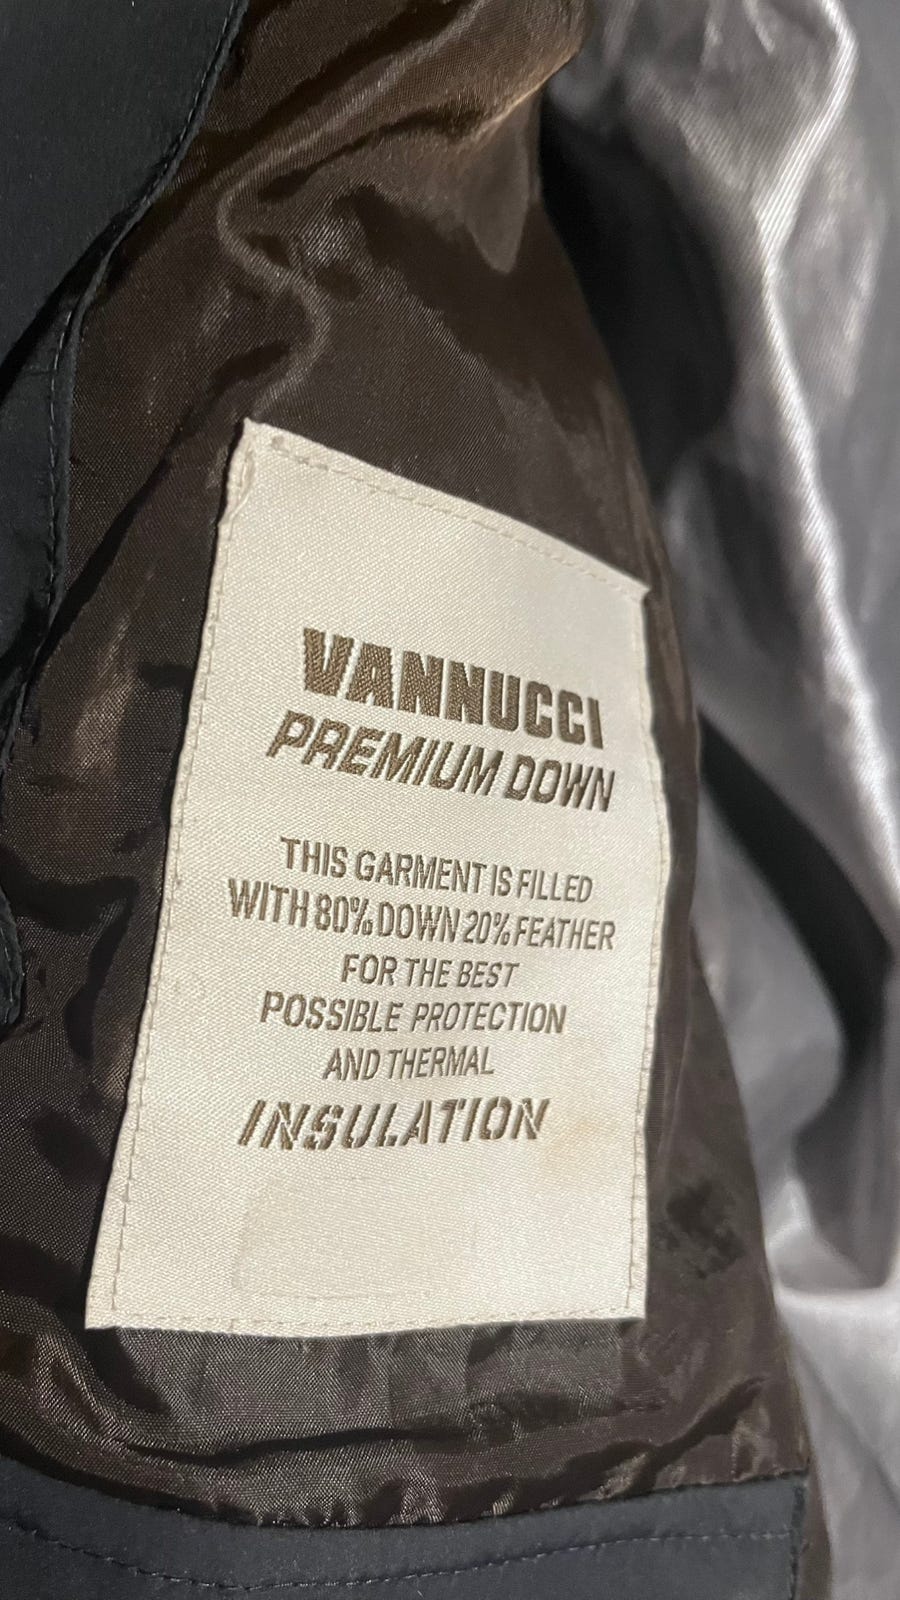 VANNUCCI
PREMIUM DOWN
THIS GARMENT IS FILLED
WITH 80% DOWN 20% FEATHER
FOR THE BEST
POSSIBLE PROTECTION
AND THERMAL
INSULATION